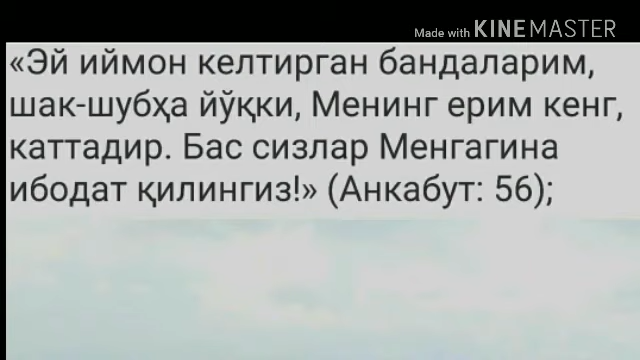 Made with KINEMASTER
«Эй иймон келтирган бандаларим,
шак-шубҳа йўқки, Менинг ерим кенг,
каттадир. Бас сизлар Менгагина
ибодат қилингиз!» (Анкабут: 56);